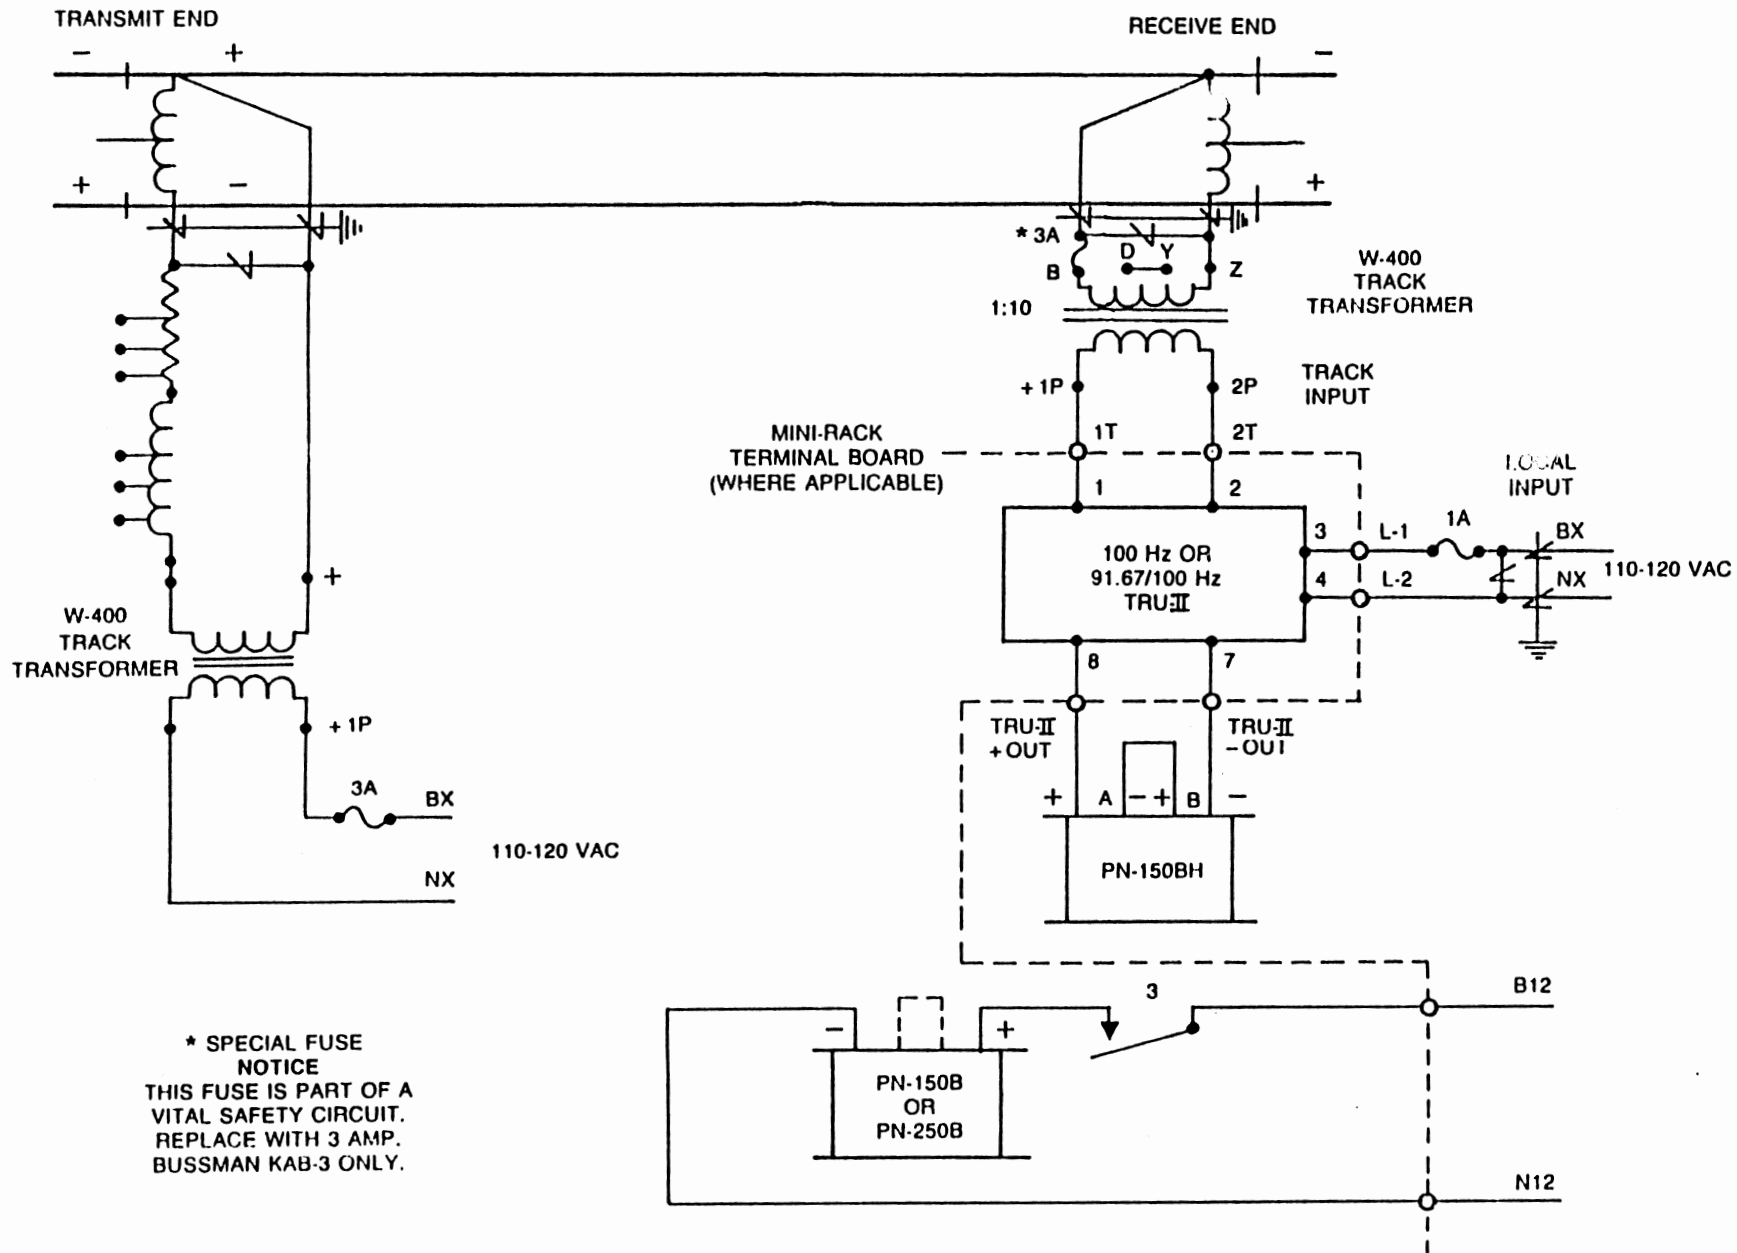 TRANSMIT END
RECEIVE END
− + −
+ − +
* 3A
D Y
B
Z
W-400
TRACK
TRANSFORMER
1:10
+ 1P
2P
TRACK
INPUT
MINI-RACK
TERMINAL BOARD
(WHERE APPLICABLE)
1T
2T
1
2
LOCAL
INPUT
100 Hz OR
91.67/100 Hz
TRU-II
3
L-1
1A
BX
4
L-2
NX
110-120 VAC
+
W-400
TRACK
TRANSFORMER
8
7
+ 1P
TRU-II
+ OUT
TRU-II
− OUT
3A
BX
110-120 VAC
NX
+ A − + B −
PN-150BH
3
B12
− +
PN-150B
OR
PN-250B
N12
* SPECIAL FUSE
NOTICE
THIS FUSE IS PART OF A
VITAL SAFETY CIRCUIT.
REPLACE WITH 3 AMP.
BUSSMAN KAB-3 ONLY.